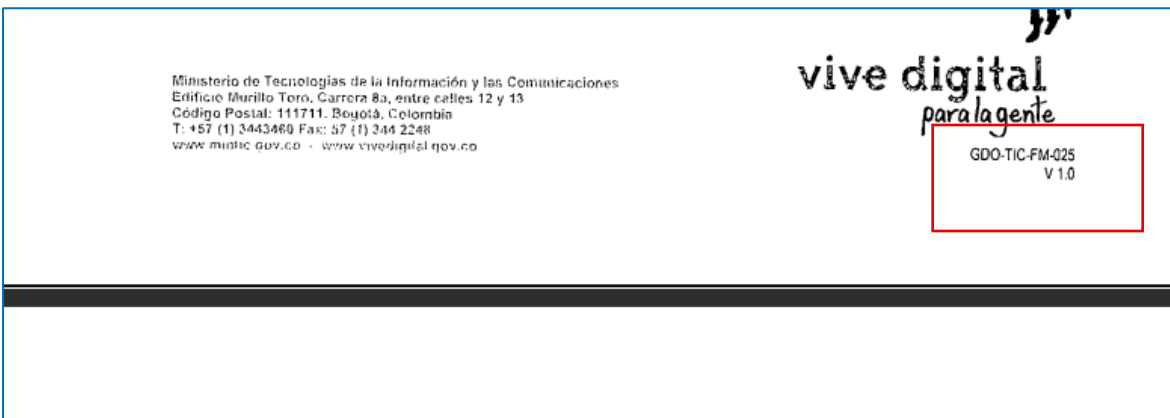 Ministerio de Tecnologías de la Información y las Comunicaciones
Edificio Murillo Toro, Carrera 8a, entre calles 12 y 13
Código Postal: 111711. Bogotá, Colombia
T: +57 (1) 3443460 Fax: 57 (1) 344 2248
www.mintic.gov.co - www.vivedigital.gov.co
vive digital
para la gente
GDO-TIC-FM-025
V 1.0